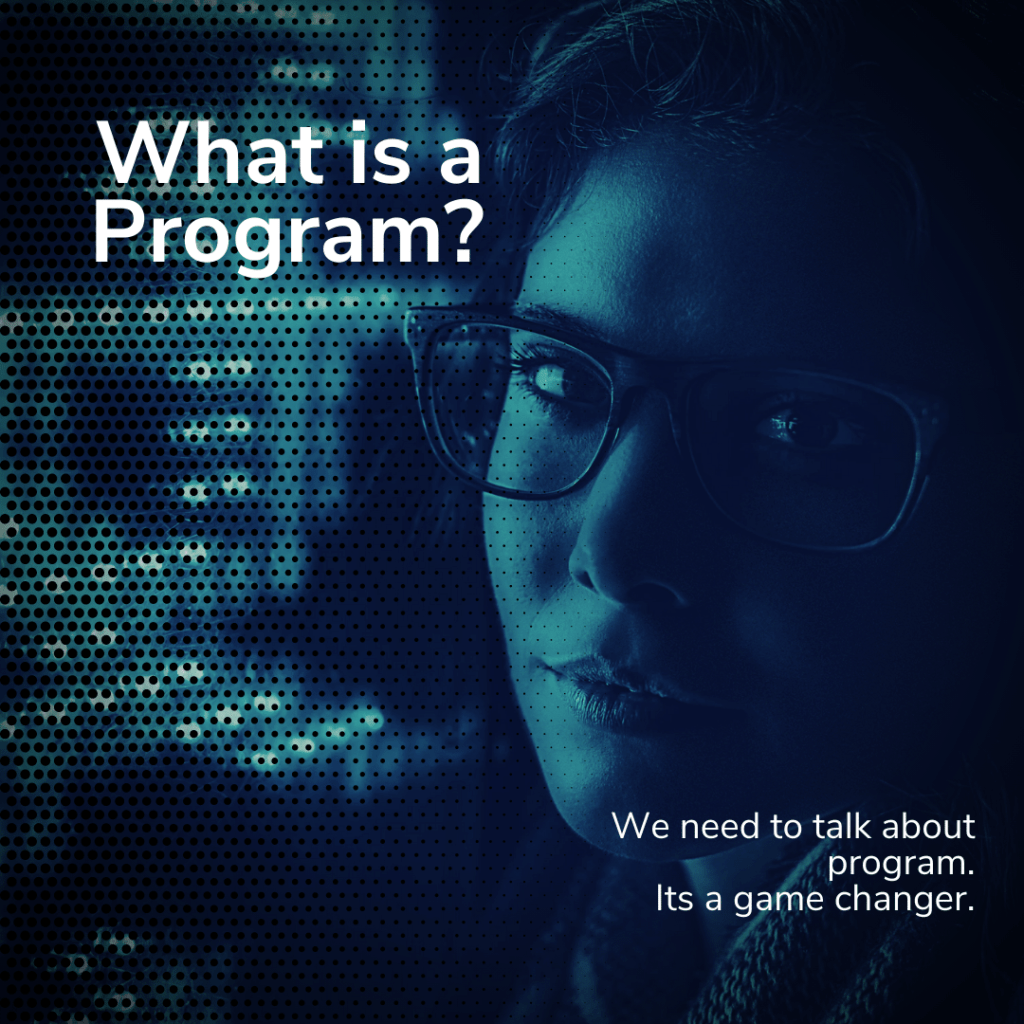 What is a
Program?
We need to talk about
program.
Its a game changer.